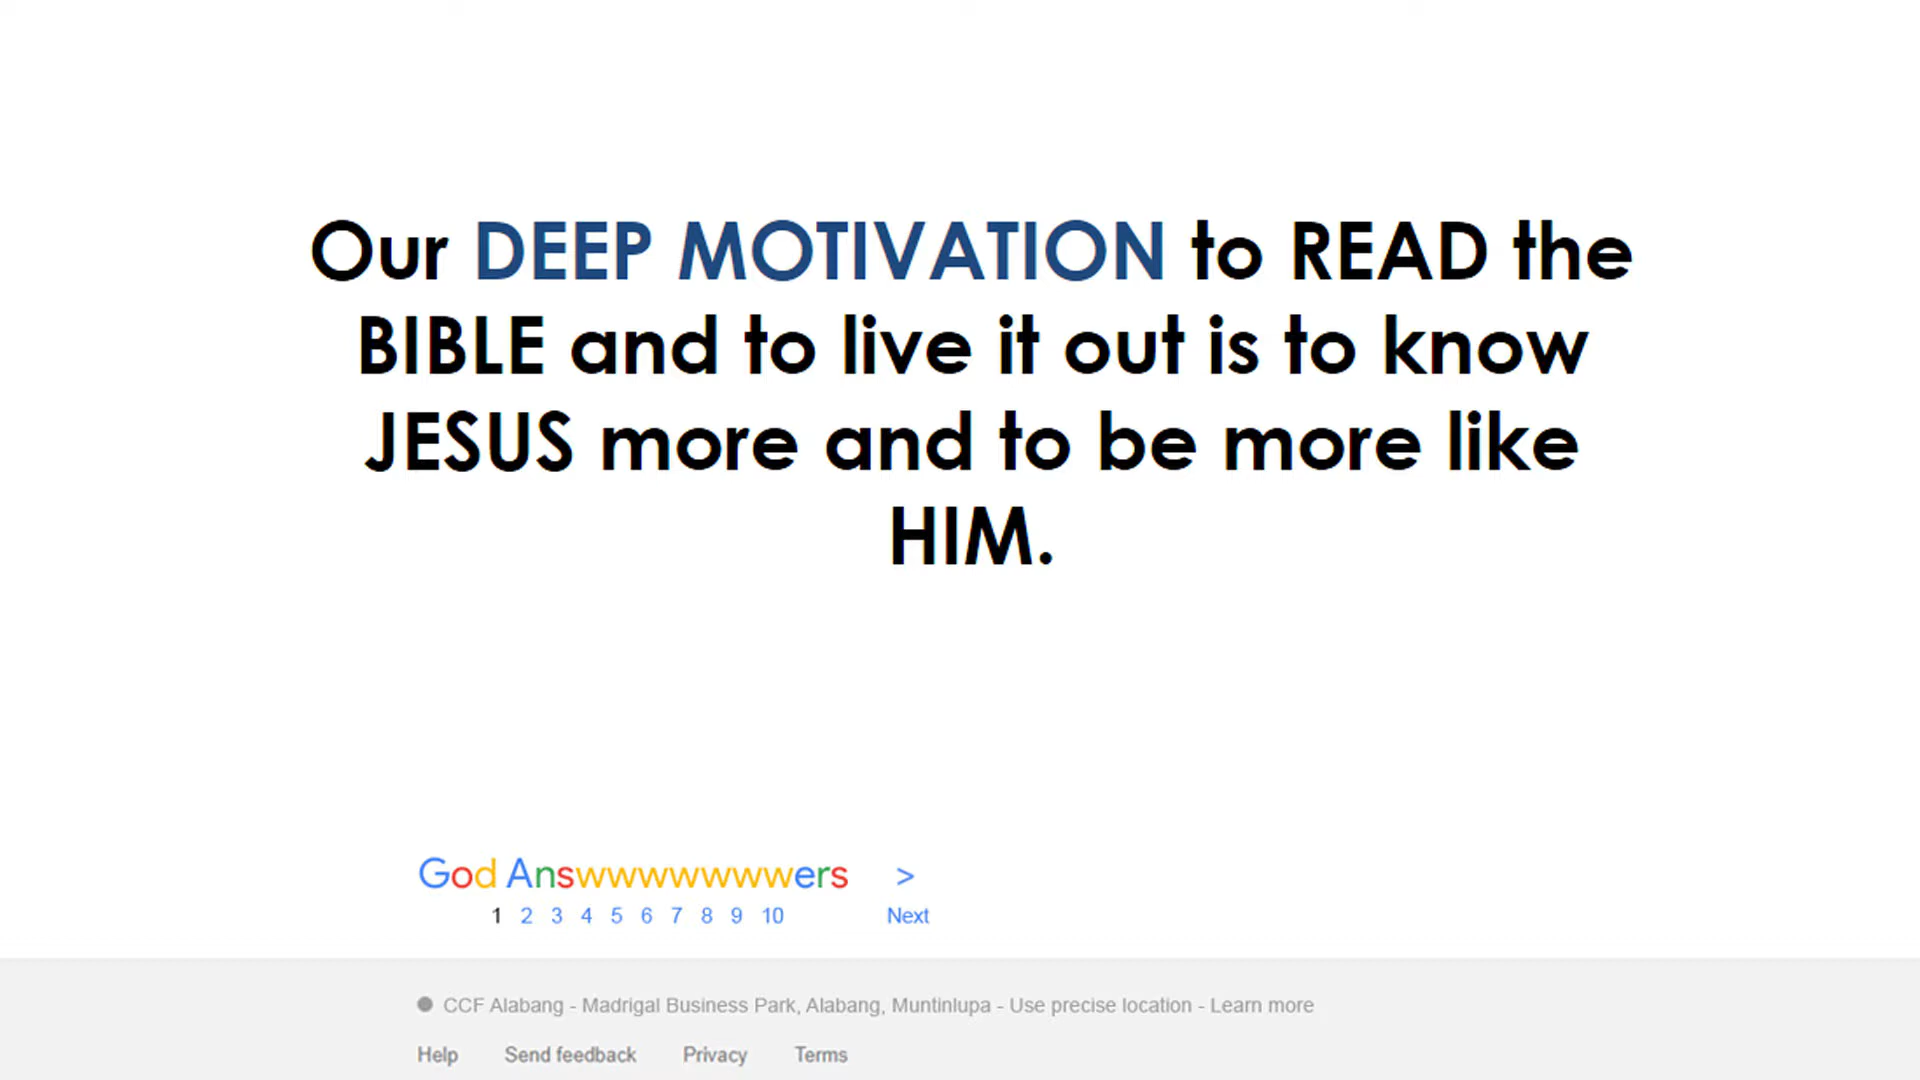 Our DEEP MOTIVATION to READ the
BIBLE and to live it out is to know
JESUS more and to be more like
HIM.
God Answwwwwwwers >
1 2 3 4 5 6 7 8 9 10 Next
CCF Alabang - Madrigal Business Park, Alabang, Muntinlupa - Use precise location - Learn more
Help Send feedback Privacy Terms